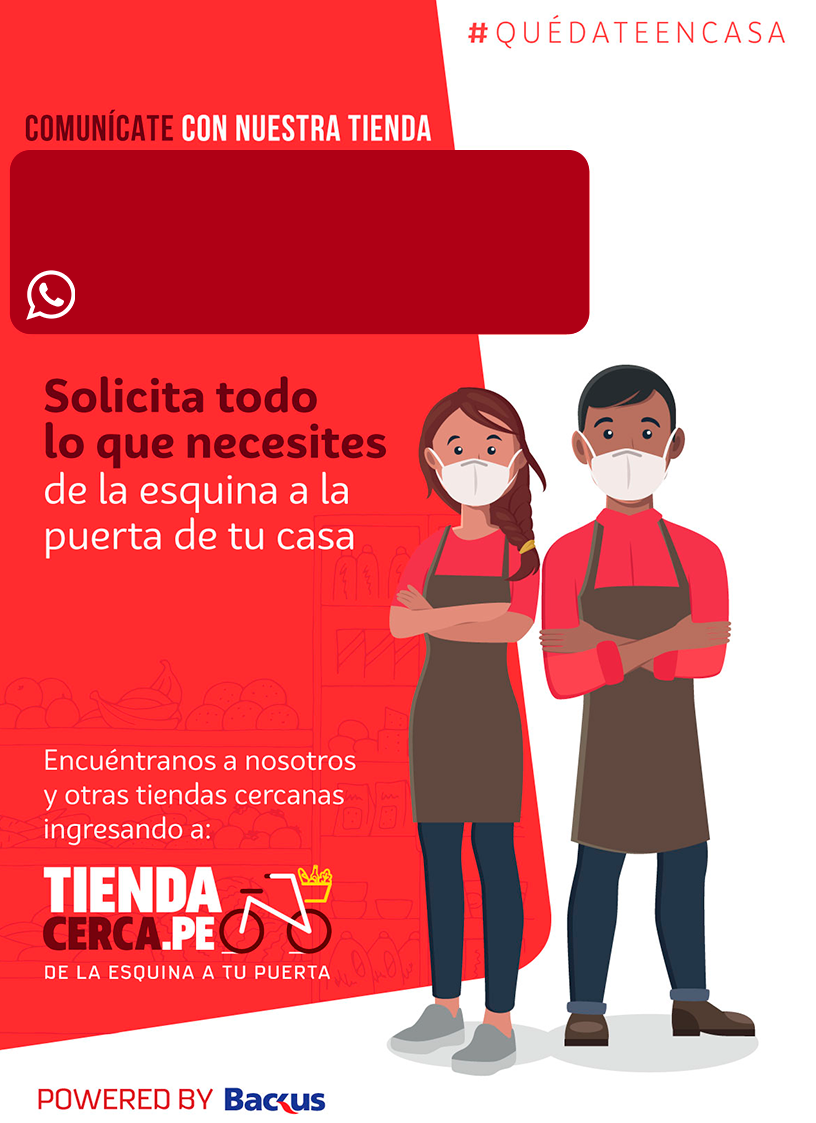 #QUÉDATEENCASA
COMUNÍCATE CON NUESTRA TIENDA
Solicita todo
lo que necesites
de la esquina a la
puerta de tu casa
Encuéntranos a nosotros
y otras tiendas cercanas
ingresando a:
TIENDA
CERCA.PE
DE LA ESQUINA A TU PUERTA
POWERED BY Backus